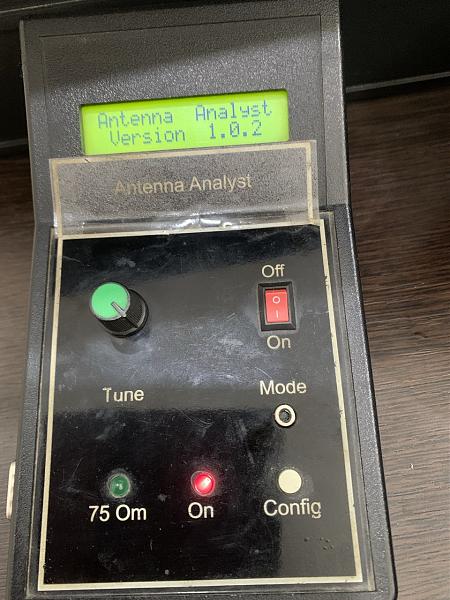 Antenna Analyst
Version 1.0.2
Antenna Analyst
Off
O
I
On
Tune
Mode
75 Om
On
Config